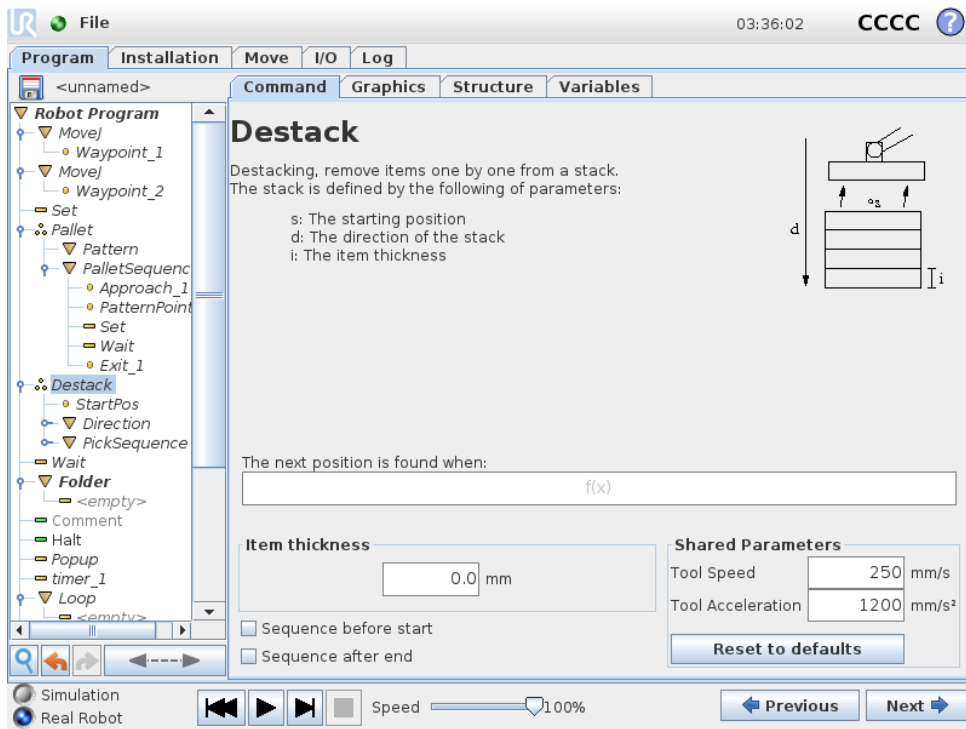 UR File 03:36:02 CCCC ?
Program Installation Move I/O Log
<unnamed>
Command Graphics Structure Variables
Robot Program
MoveJ
Waypoint_1
MoveJ
Waypoint_2
Set
Pallet
Pattern
PalletSequenc
Approach_1
PatternPoint
Set
Wait
Exit_1
Destack
StartPos
Direction
PickSequence
Wait
Folder
<empty>
Comment
Halt
Popup
timer_1
Loop
<empty>
Destack
Destacking, remove items one by one from a stack.
The stack is defined by the following of parameters:
s: The starting position
d: The direction of the stack
i: The item thickness
s
d
i
The next position is found when:
f(x)
Item thickness
0.0 mm
Sequence before start
Sequence after end
Shared Parameters
Tool Speed 250 mm/s
Tool Acceleration 1200 mm/s²
Reset to defaults
Simulation
Real Robot
Speed 100%
Previous Next